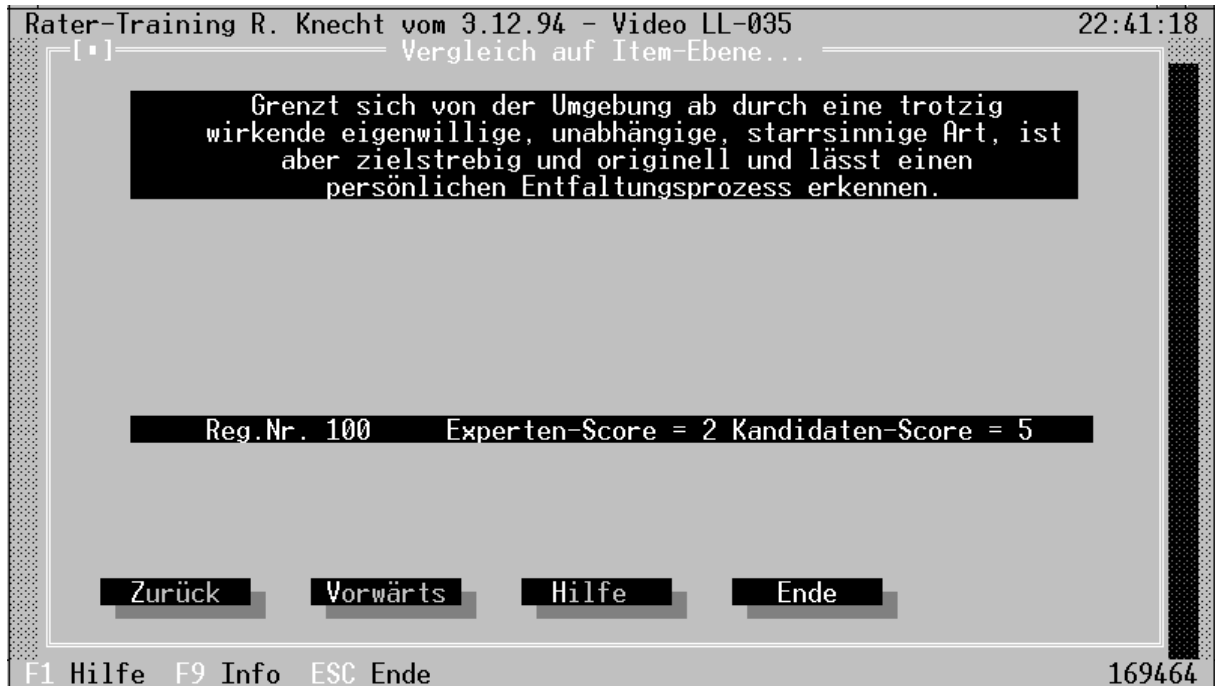 Rater-Training R. Knecht vom 3.12.94 - Video LL-035 22:41:18
Vergleich auf Item-Ebene...
Grenzt sich von der Umgebung ab durch eine trotzig
wirkende eigenwillige, unabhängige, starrsinnige Art, ist
aber zielstrebig und originell und lässt einen
persönlichen Entfaltungsprozess erkennen.
Reg.Nr. 100 Experten-Score = 2 Kandidaten-Score = 5
Zurück Vorwärts Hilfe Ende
F1 Hilfe F9 Info ESC Ende 169464